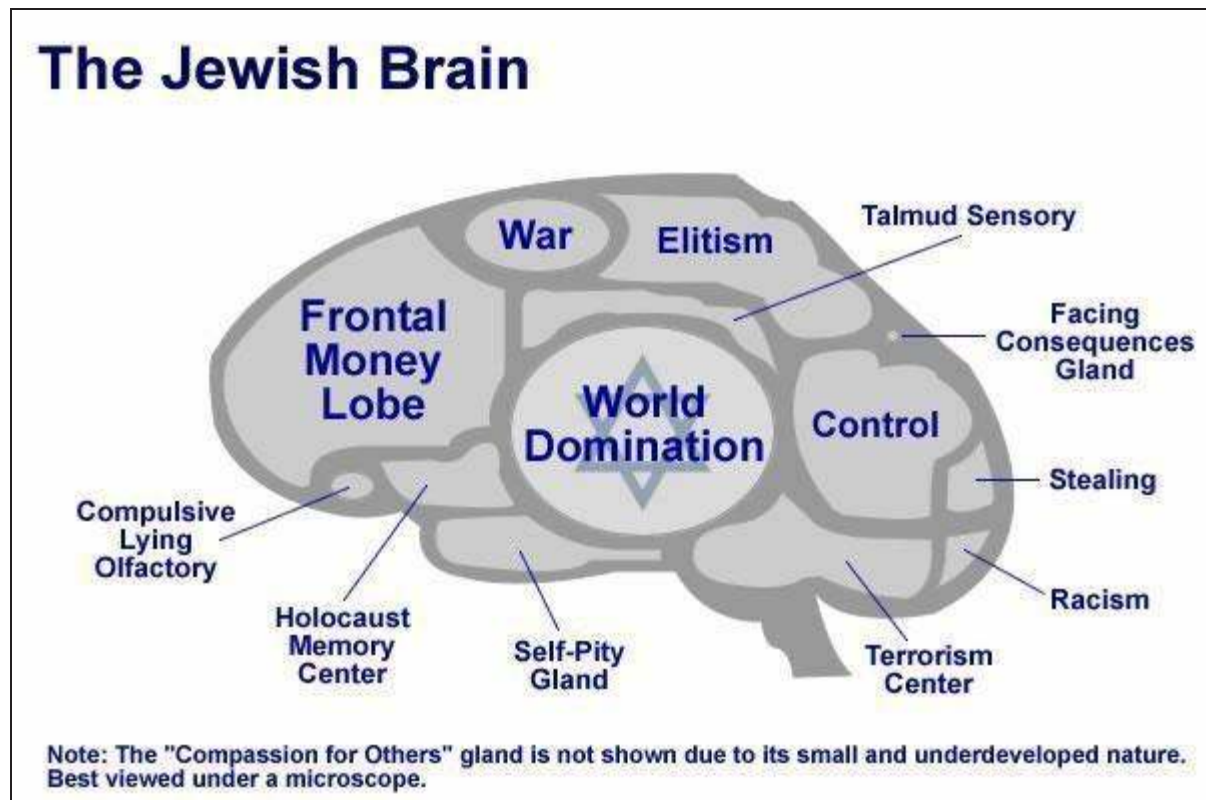 The Jewish Brain
War
Elitism
Talmud Sensory
Frontal
Money
Lobe
Facing
Consequences
Gland
World
Domination
Control
Stealing
Compulsive
Lying
Olfactory
Racism
Holocaust
Memory
Center
Self-Pity
Gland
Terrorism
Center
Note: The "Compassion for Others" gland is not shown due to its small and underdeveloped nature.
Best viewed under a microscope.